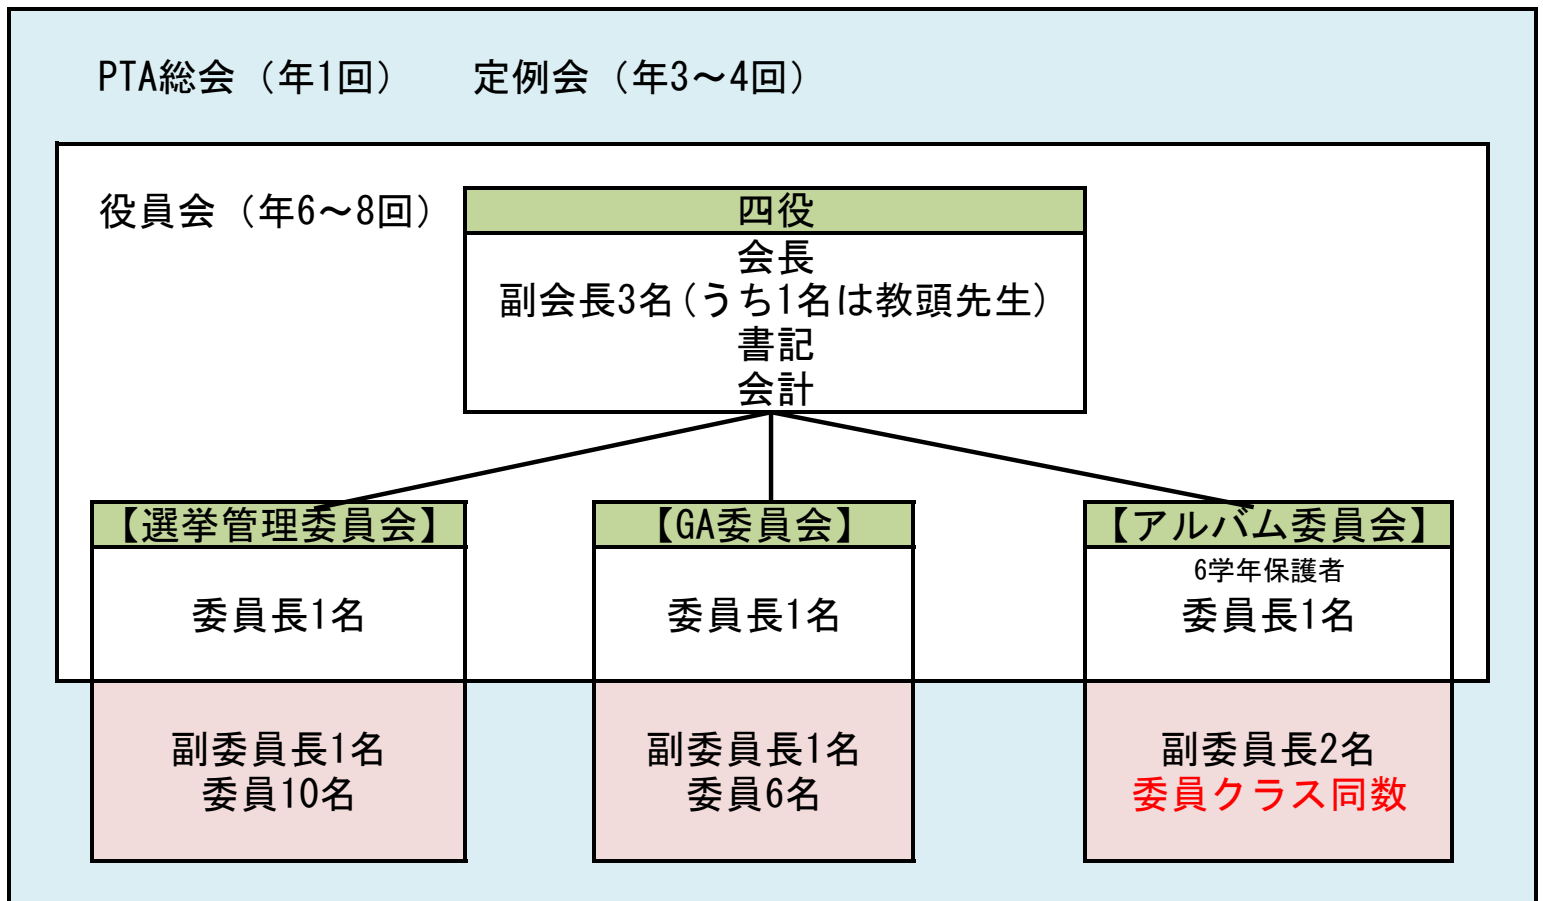 PTA総会（年1回）　定例会（年3～4回）
役員会（年6～8回）
四役
会長
副会長3名(うち1名は教頭先生)
書記
会計
【選挙管理委員会】
委員長1名
副委員長1名
委員10名
【GA委員会】
委員長1名
副委員長1名
委員6名
【アルバム委員会】
6学年保護者
委員長1名
副委員長2名
委員クラス同数